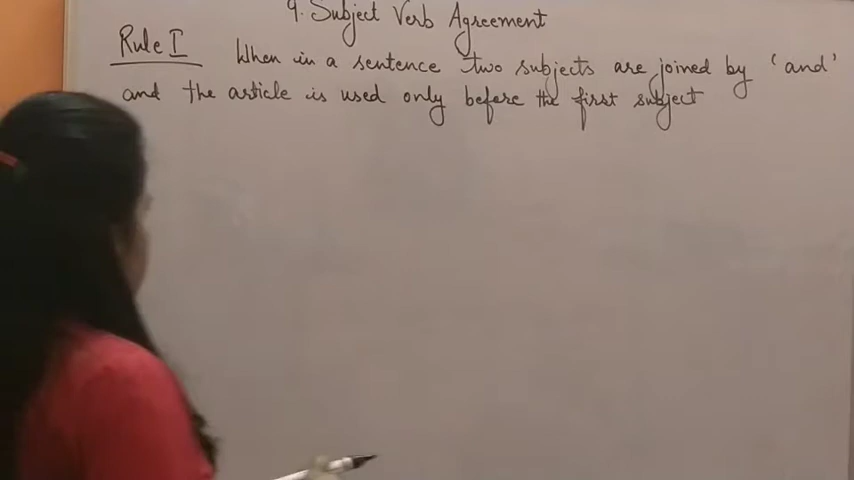 9. Subject Verb Agreement
Rule I When in a sentence two subjects are joined by 'and'
and the article is used only before the first subject